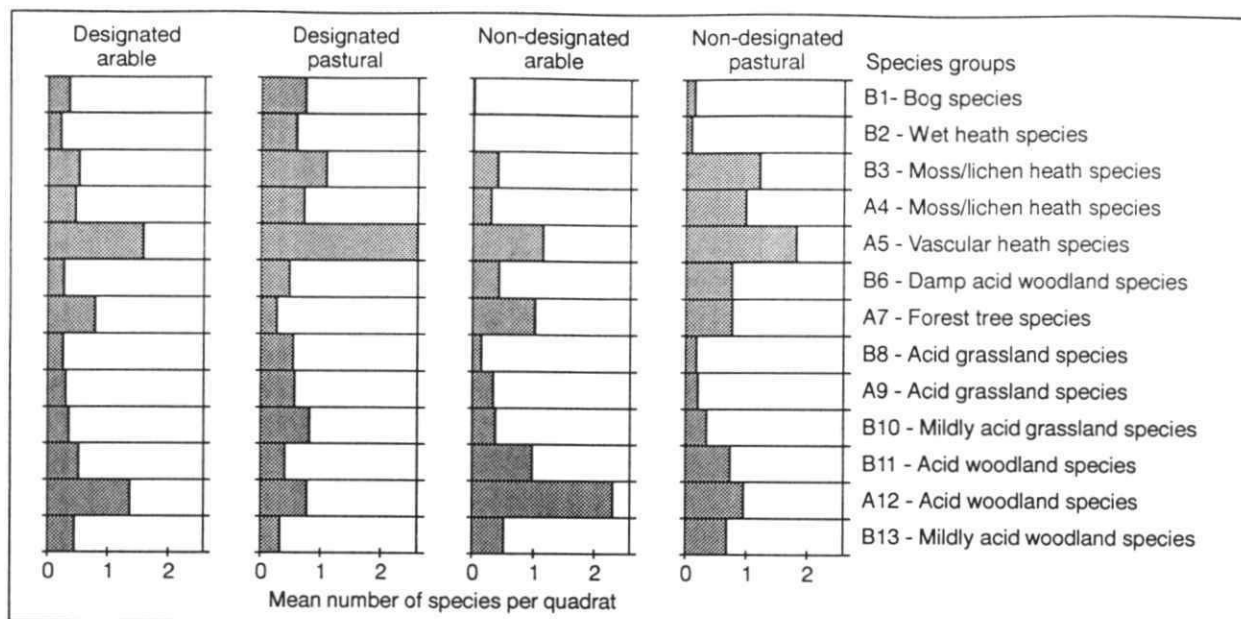 Designated
arable
Designated
pastural
Non-designated
arable
Non-designated
pastural
Species groups
B1- Bog species
B2 - Wet heath species
B3 - Moss/lichen heath species
A4 - Moss/lichen heath species
A5 - Vascular heath species
B6 - Damp acid woodland species
A7 - Forest tree species
B8 - Acid grassland species
A9 - Acid grassland species
B10 - Mildly acid grassland species
B11 - Acid woodland species
A12 - Acid woodland species
B13 - Mildly acid woodland species
0 1 2 0 1 2 0 1 2 0 1 2
Mean number of species per quadrat